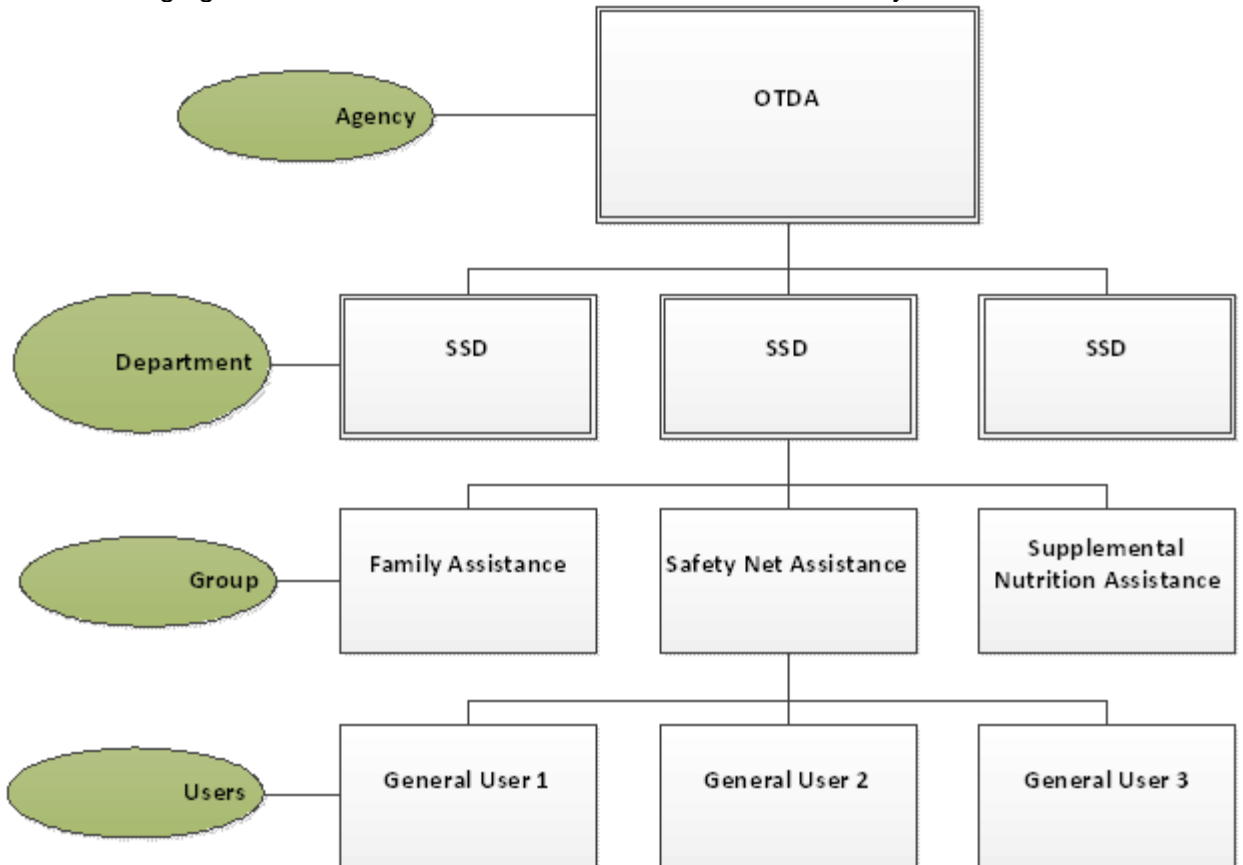 Agency
OTDA
Department
SSD
SSD
SSD
Group
Family Assistance
Safety Net Assistance
Supplemental
Nutrition Assistance
Users
General User 1
General User 2
General User 3